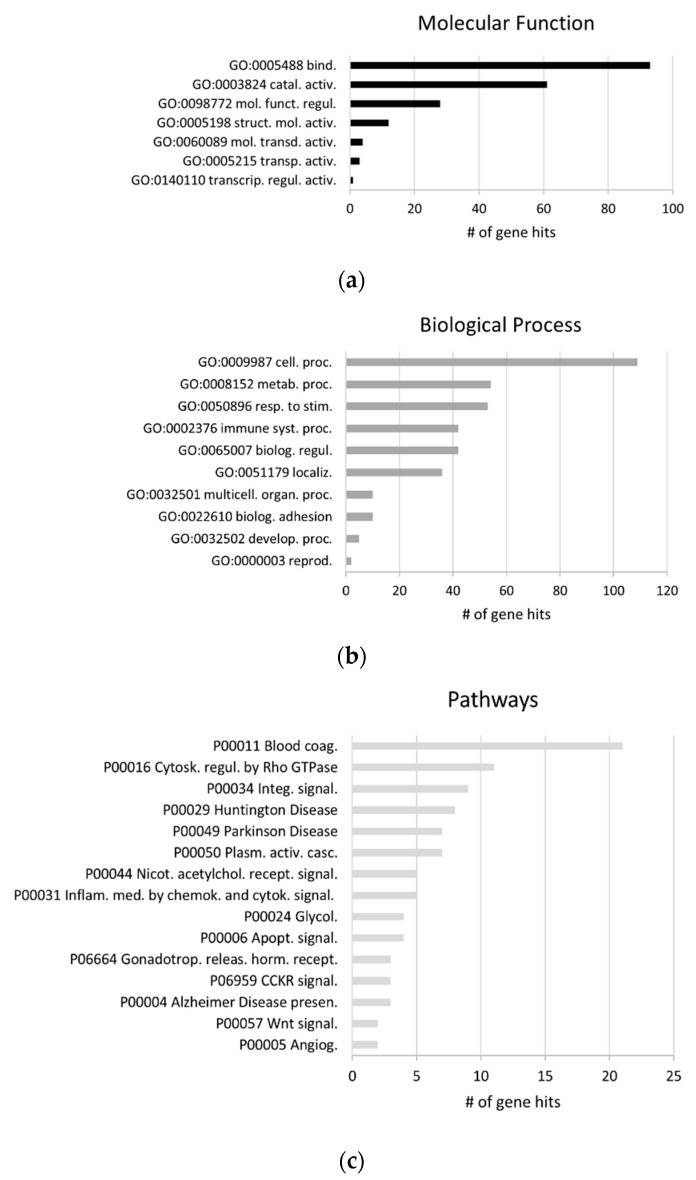 Molecular Function
GO:0005488 bind.
GO:0003824 catal. activ.
GO:0098772 mol. funct. regul.
GO:0005198 struct. mol. activ.
GO:0060089 mol. transd. activ.
GO:0005215 transp. activ.
GO:0140110 transcrip. regul. activ.
0 20 40 60 80 100
# of gene hits
(a)
Biological Process
GO:0009987 cell. proc.
GO:0008152 metab. proc.
GO:0050896 resp. to stim.
GO:0002376 immune syst. proc.
GO:0065007 biolog. regul.
GO:0051179 localiz.
GO:0032501 multicell. organ. proc.
GO:0022610 biolog. adhesion
GO:0032502 develop. proc.
GO:0000003 reprod.
0 20 40 60 80 100 120
# of gene hits
(b)
Pathways
P00011 Blood coag.
P00016 Cytosk. regul. by Rho GTPase
P00034 Integ. signal.
P00029 Huntington Disease
P00049 Parkinson Disease
P00050 Plasm. activ. casc.
P00044 Nicot. acetylchol. recept. signal.
P00031 Inflam. med. by chemok. and cytok. signal.
P00024 Glycol.
P00006 Apopt. signal.
P06664 Gonadotrop. releas. horm. recept.
P06959 CCKR signal.
P00004 Alzheimer Disease presen.
P00057 Wnt signal.
P00005 Angiog.
0 5 10 15 20 25
# of gene hits
(c)